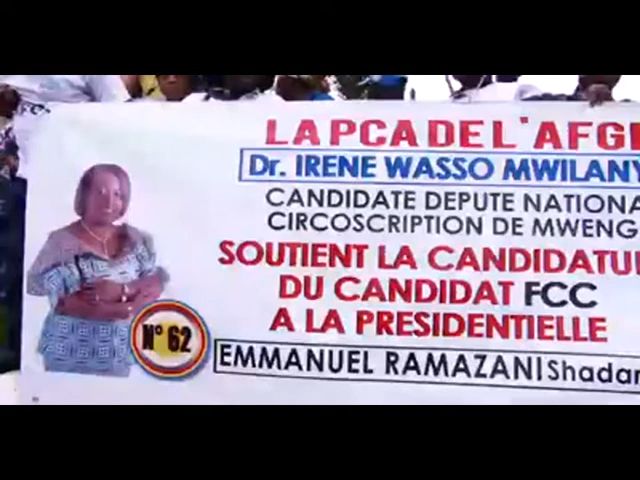 LA PCA DE L'AFGI
Dr. IRENE WASSO MWILANY
CANDIDATE DEPUTE NATIONA
CIRCOSCRIPTION DE MWENG
SOUTIENT LA CANDIDATU
DU CANDIDAT FCC
A LA PRESIDENTIELLE
N° 62
EMMANUEL RAMAZANI Shadar